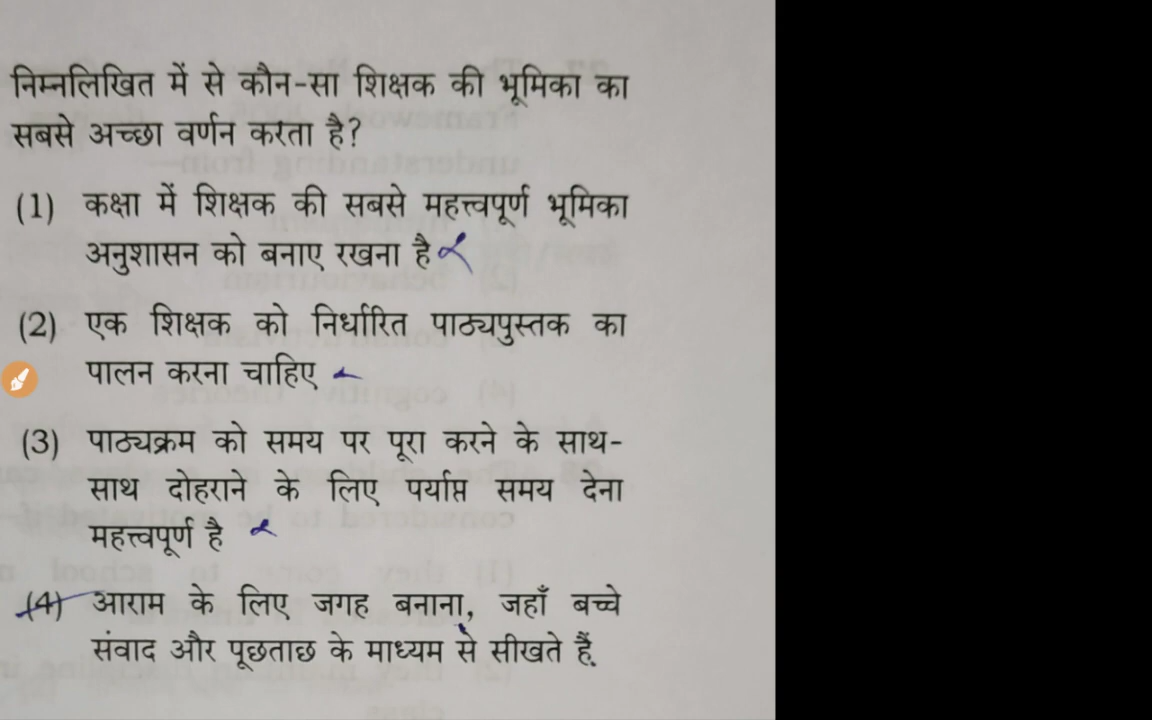 निम्नलिखित में से कौन-सा शिक्षक की भूमिका का
सबसे अच्छा वर्णन करता है?
(1) कक्षा में शिक्षक की सबसे महत्त्वपूर्ण भूमिका
अनुशासन को बनाए रखना है
(2) एक शिक्षक को निर्धारित पाठ्यपुस्तक का
पालन करना चाहिए
(3) पाठ्यक्रम को समय पर पूरा करने के साथ-
साथ दोहराने के लिए पर्याप्त समय देना
महत्त्वपूर्ण है
(4) आराम के लिए जगह बनाना, जहाँ बच्चे
संवाद और पूछताछ के माध्यम से सीखते हैं.